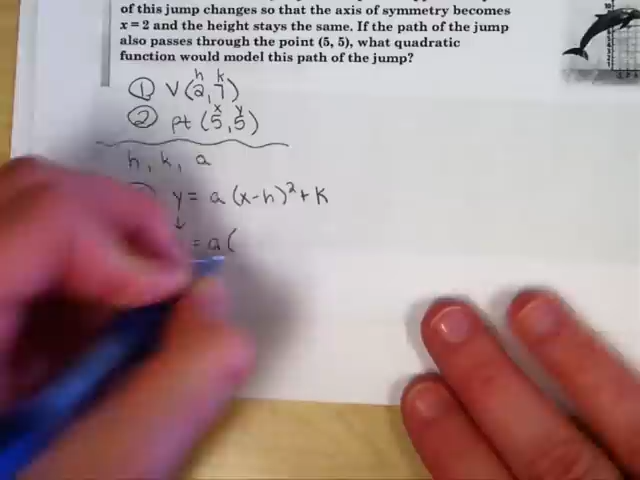 of this jump changes so that the axis of symmetry becomes
x = 2 and the height stays the same. If the path of the jump
also passes through the point (5, 5), what quadratic
function would model this path of the jump?
h k
① V(2,7)
x y
② pt (5,5)
h, k, a
y = a(x-h)²+k
= a(